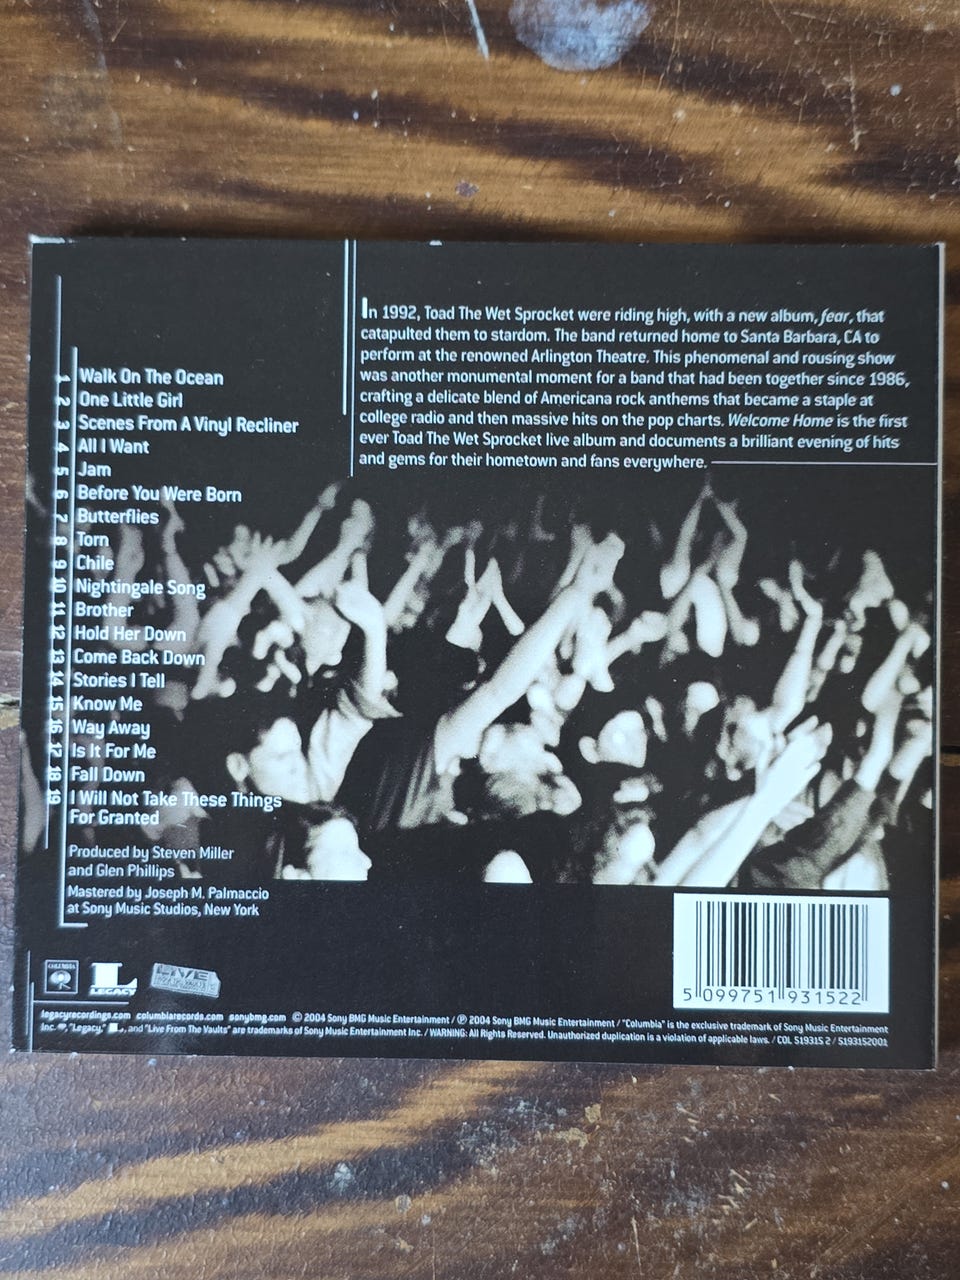 In 1992, Toad The Wet Sprocket were riding high, with a new album, fear, that
catapulted them to stardom. The band returned home to Santa Barbara, CA to
perform at the renowned Arlington Theatre. This phenomenal and rousing show
was another monumental moment for a band that had been together since 1986,
crafting a delicate blend of Americana rock anthems that became a staple at
college radio and then massive hits on the pop charts. Welcome Home is the first
ever Toad The Wet Sprocket live album and documents a brilliant evening of hits
and gems for their hometown and fans everywhere.
1 Walk On The Ocean
2 One Little Girl
3 Scenes From A Vinyl Recliner
4 All I Want
5 Jam
6 Before You Were Born
7 Butterflies
8 Torn
9 Chile
10 Nightingale Song
11 Brother
12 Hold Her Down
13 Come Back Down
14 Stories I Tell
15 Know Me
16 Way Away
17 Is It For Me
18 Fall Down
19 I Will Not Take These Things
For Granted
Produced by Steven Miller
and Glen Phillips
Mastered by Joseph M. Palmaccio
at Sony Music Studios, New York
COLUMBIA
L
LEGACY
LIVE
5 099751 931522
legacyrecordings.com columbiarecords.com sonybmg.com © 2004 Sony BMG Music Entertainment / ℗ 2004 Sony BMG Music Entertainment / "Columbia" is the exclusive trademark of Sony Music Entertainment
Inc. "Legacy," L, and "Live From The Vaults" are trademarks of Sony Music Entertainment Inc. / WARNING: All Rights Reserved. Unauthorized duplication is a violation of applicable laws. / COL 519315 2 / 5193152001